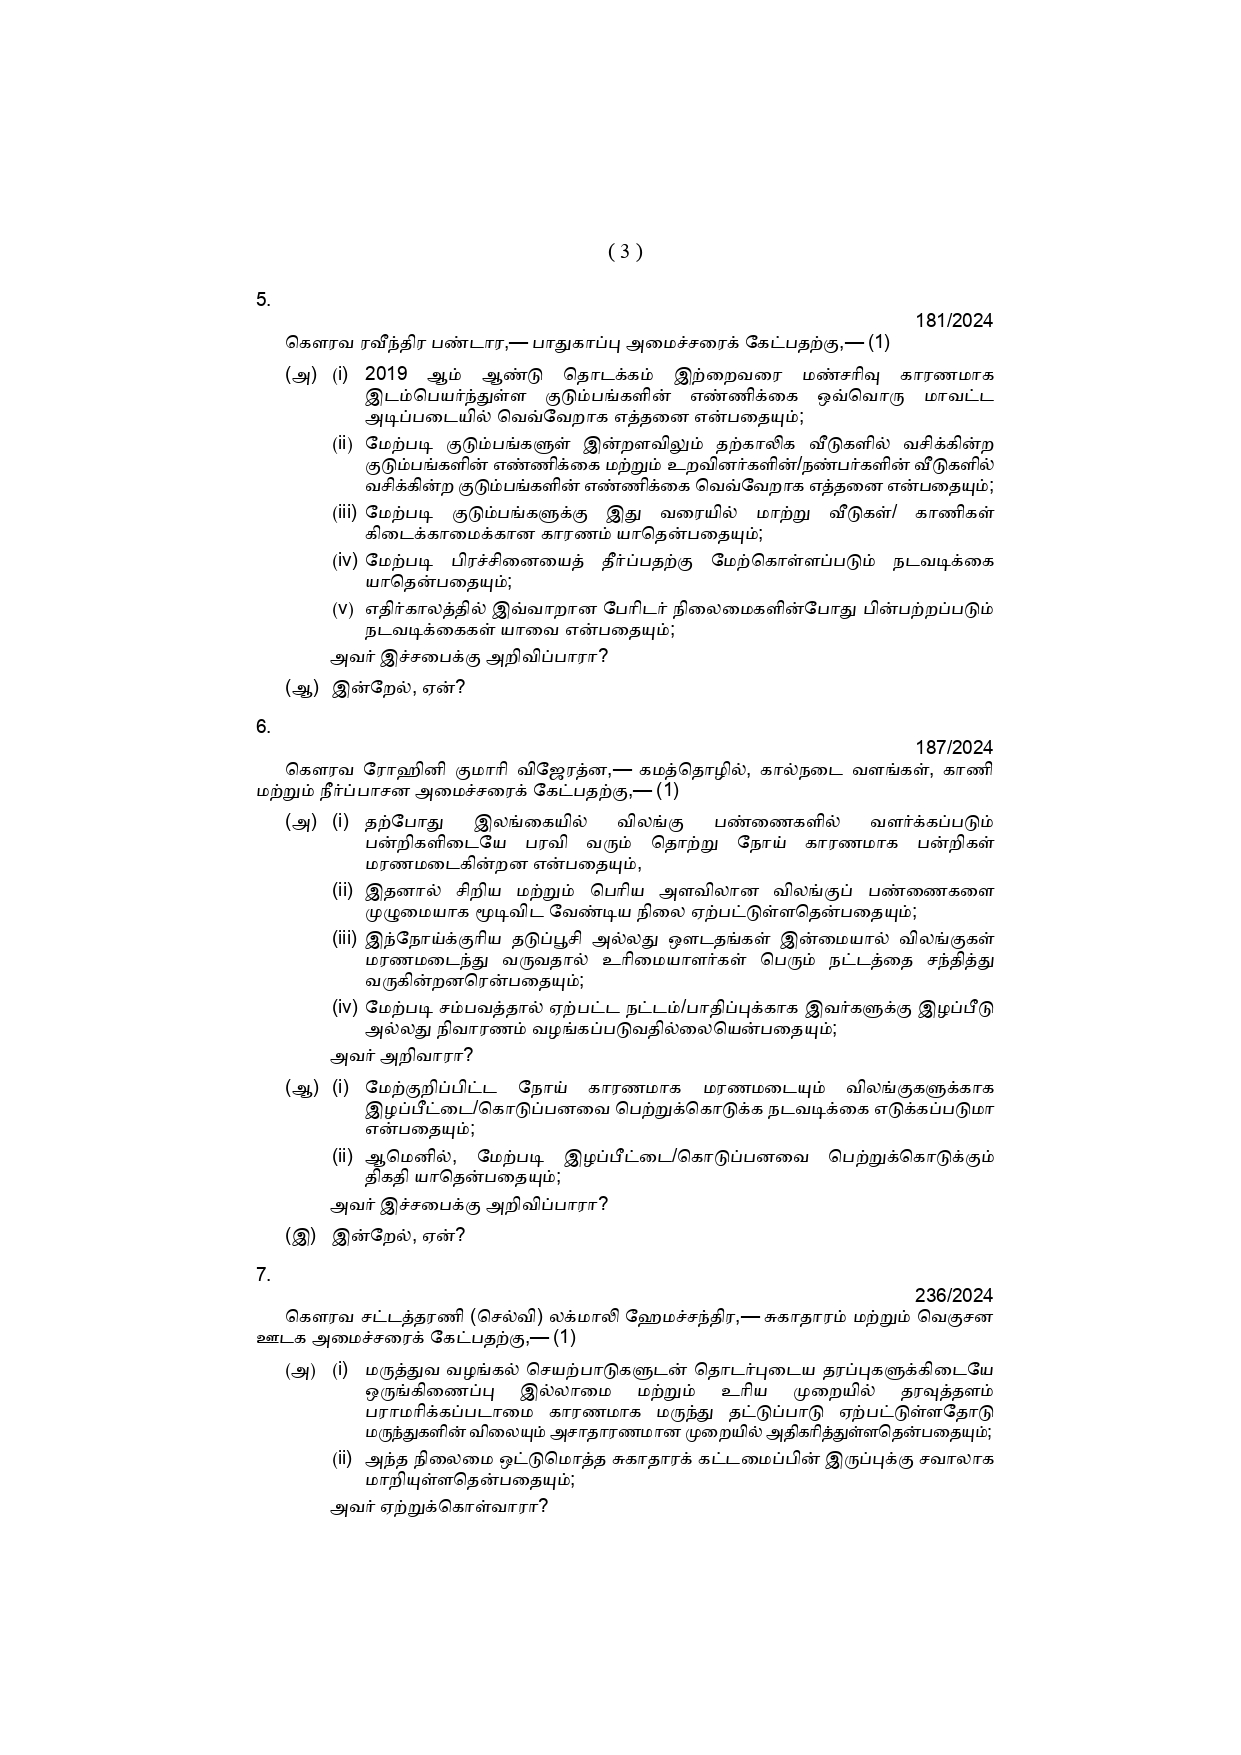 ( 3 )
5.
181/2024
கௌரவ ரவீந்திர பண்டார,— பாதுகாப்பு அமைச்சரைக் கேட்பதற்கு,— (1)
(அ) (i) 2019 ஆம் ஆண்டு தொடக்கம் இற்றைவரை மண்சரிவு காரணமாக
இடம்பெயர்ந்துள்ள குடும்பங்களின் எண்ணிக்கை ஒவ்வொரு மாவட்ட
அடிப்படையில் வெவ்வேறாக எத்தனை என்பதையும்;
(ii) மேற்படி குடும்பங்களுள் இன்றளவிலும் தற்காலிக வீடுகளில் வசிக்கின்ற
குடும்பங்களின் எண்ணிக்கை மற்றும் உறவினர்களின்/நண்பர்களின் வீடுகளில்
வசிக்கின்ற குடும்பங்களின் எண்ணிக்கை வெவ்வேறாக எத்தனை என்பதையும்;
(iii) மேற்படி குடும்பங்களுக்கு இது வரையில் மாற்று வீடுகள்/ காணிகள்
கிடைக்காமைக்கான காரணம் யாதென்பதையும்;
(iv) மேற்படி பிரச்சினையைத் தீர்ப்பதற்கு மேற்கொள்ளப்படும் நடவடிக்கை
யாதென்பதையும்;
(v) எதிர்காலத்தில் இவ்வாறான பேரிடர் நிலைமைகளின்போது பின்பற்றப்படும்
நடவடிக்கைகள் யாவை என்பதையும்;
அவர் இச்சபைக்கு அறிவிப்பாரா?
(ஆ) இன்றேல், ஏன்?
6.
187/2024
கௌரவ ரோஹினி குமாரி விஜேரத்ன,— கமத்தொழில், கால்நடை வளங்கள், காணி
மற்றும் நீர்ப்பாசன அமைச்சரைக் கேட்பதற்கு,— (1)
(அ) (i) தற்போது இலங்கையில் விலங்கு பண்ணைகளில் வளர்க்கப்படும்
பன்றிகளிடையே பரவி வரும் தொற்று நோய் காரணமாக பன்றிகள்
மரணமடைகின்றன என்பதையும்,
(ii) இதனால் சிறிய மற்றும் பெரிய அளவிலான விலங்குப் பண்ணைகளை
முழுமையாக மூடிவிட வேண்டிய நிலை ஏற்பட்டுள்ளதென்பதையும்;
(iii) இந்நோய்க்குரிய தடுப்பூசி அல்லது ஔடதங்கள் இன்மையால் விலங்குகள்
மரணமடைந்து வருவதால் உரிமையாளர்கள் பெரும் நட்டத்தை சந்தித்து
வருகின்றனரென்பதையும்;
(iv) மேற்படி சம்பவத்தால் ஏற்பட்ட நட்டம்/பாதிப்புக்காக இவர்களுக்கு இழப்பீடு
அல்லது நிவாரணம் வழங்கப்படுவதில்லையென்பதையும்;
அவர் அறிவாரா?
(ஆ) (i) மேற்குறிப்பிட்ட நோய் காரணமாக மரணமடையும் விலங்குகளுக்காக
இழப்பீட்டை/கொடுப்பனவை பெற்றுக்கொடுக்க நடவடிக்கை எடுக்கப்படுமா
என்பதையும்;
(ii) ஆமெனில், மேற்படி இழப்பீட்டை/கொடுப்பனவை பெற்றுக்கொடுக்கும்
திகதி யாதென்பதையும்;
அவர் இச்சபைக்கு அறிவிப்பாரா?
(இ) இன்றேல், ஏன்?
7.
236/2024
கௌரவ சட்டத்தரணி (செல்வி) லக்மாலி ஹேமச்சந்திர,— சுகாதாரம் மற்றும் வெகுசன
ஊடக அமைச்சரைக் கேட்பதற்கு,— (1)
(அ) (i) மருத்துவ வழங்கல் செயற்பாடுகளுடன் தொடர்புடைய தரப்புகளுக்கிடையே
ஒருங்கிணைப்பு இல்லாமை மற்றும் உரிய முறையில் தரவுத்தளம்
பராமரிக்கப்படாமை காரணமாக மருந்து தட்டுப்பாடு ஏற்பட்டுள்ளதோடு
மருந்துகளின் விலையும் அசாதாரணமான முறையில் அதிகரித்துள்ளதென்பதையும்;
(ii) அந்த நிலைமை ஒட்டுமொத்த சுகாதாரக் கட்டமைப்பின் இருப்புக்கு சவாலாக
மாறியுள்ளதென்பதையும்;
அவர் ஏற்றுக்கொள்வாரா?